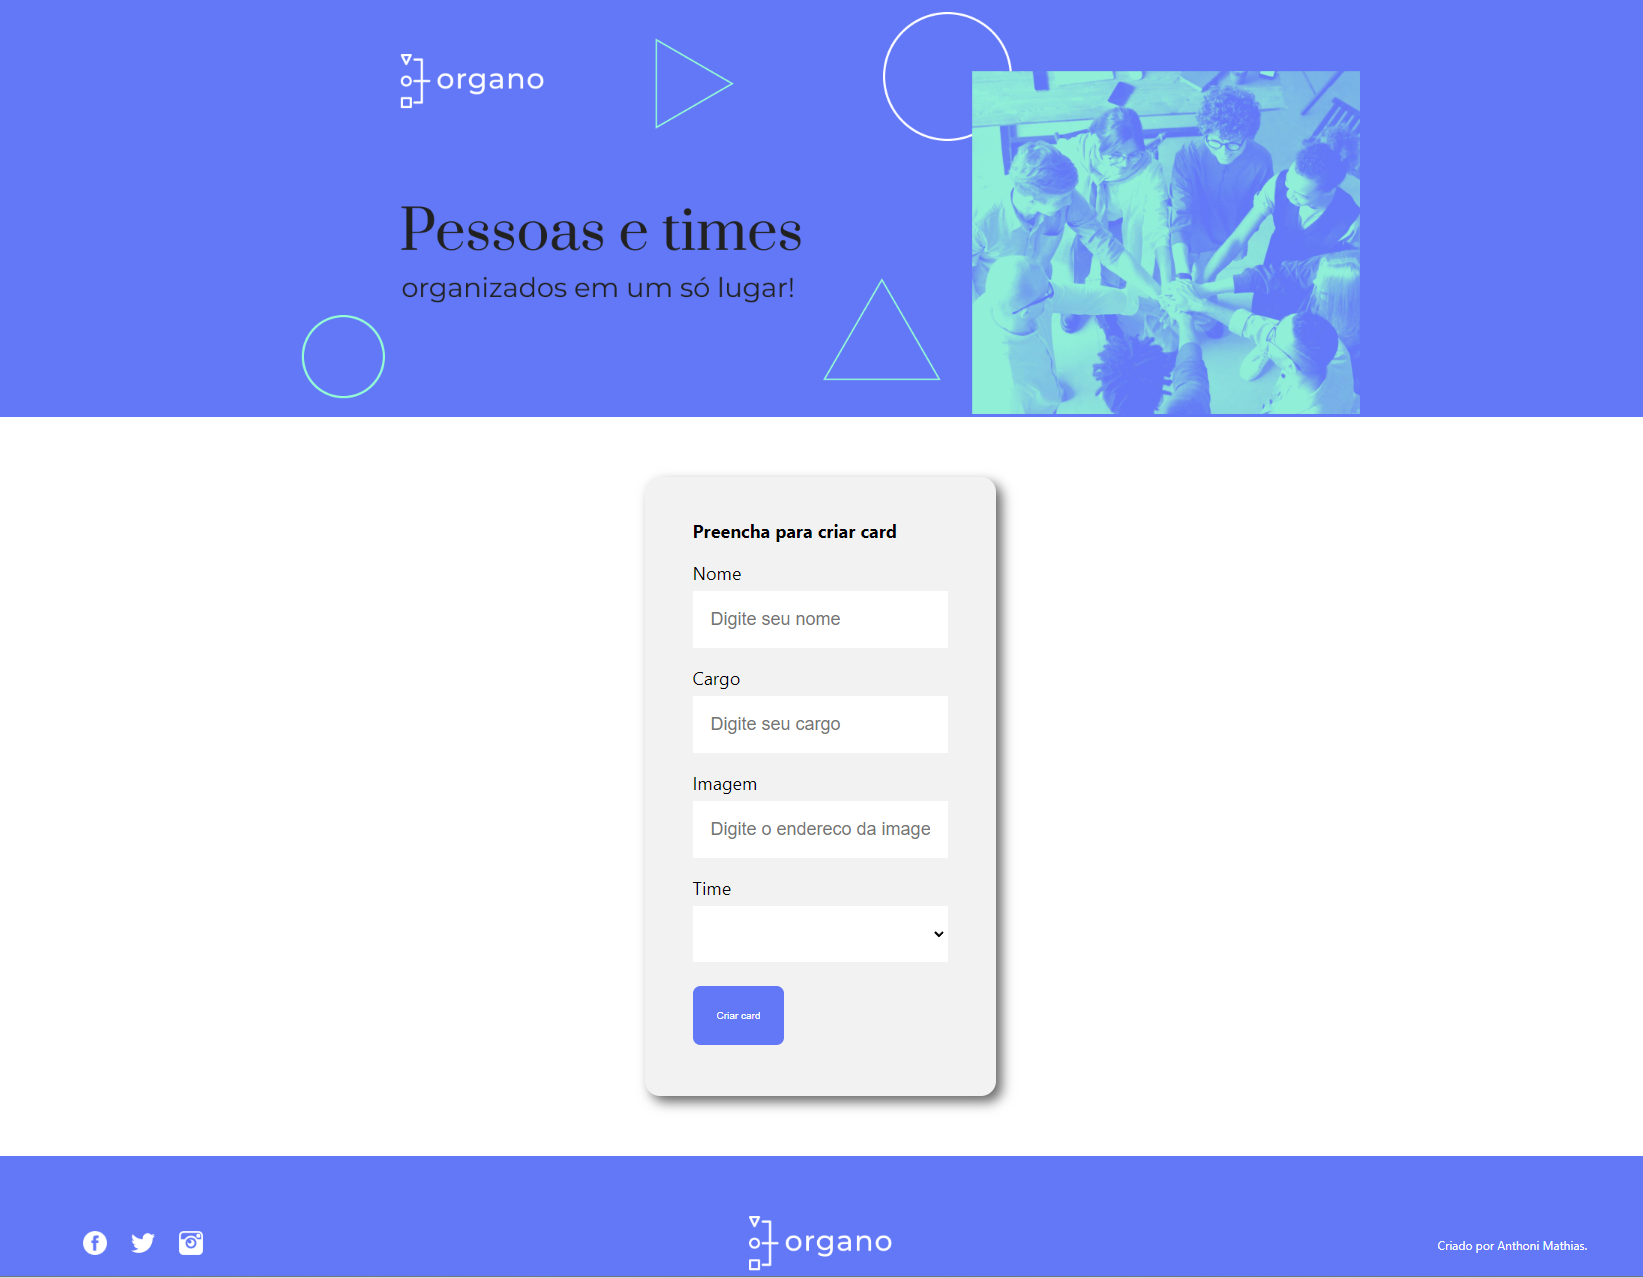 organo
Pessoas e times
organizados em um só lugar!
Preencha para criar card
Nome
Digite seu nome
Cargo
Digite seu cargo
Imagem
Digite o endereco da image
Time
Criar card
organo
Criado por Anthoni Mathias.